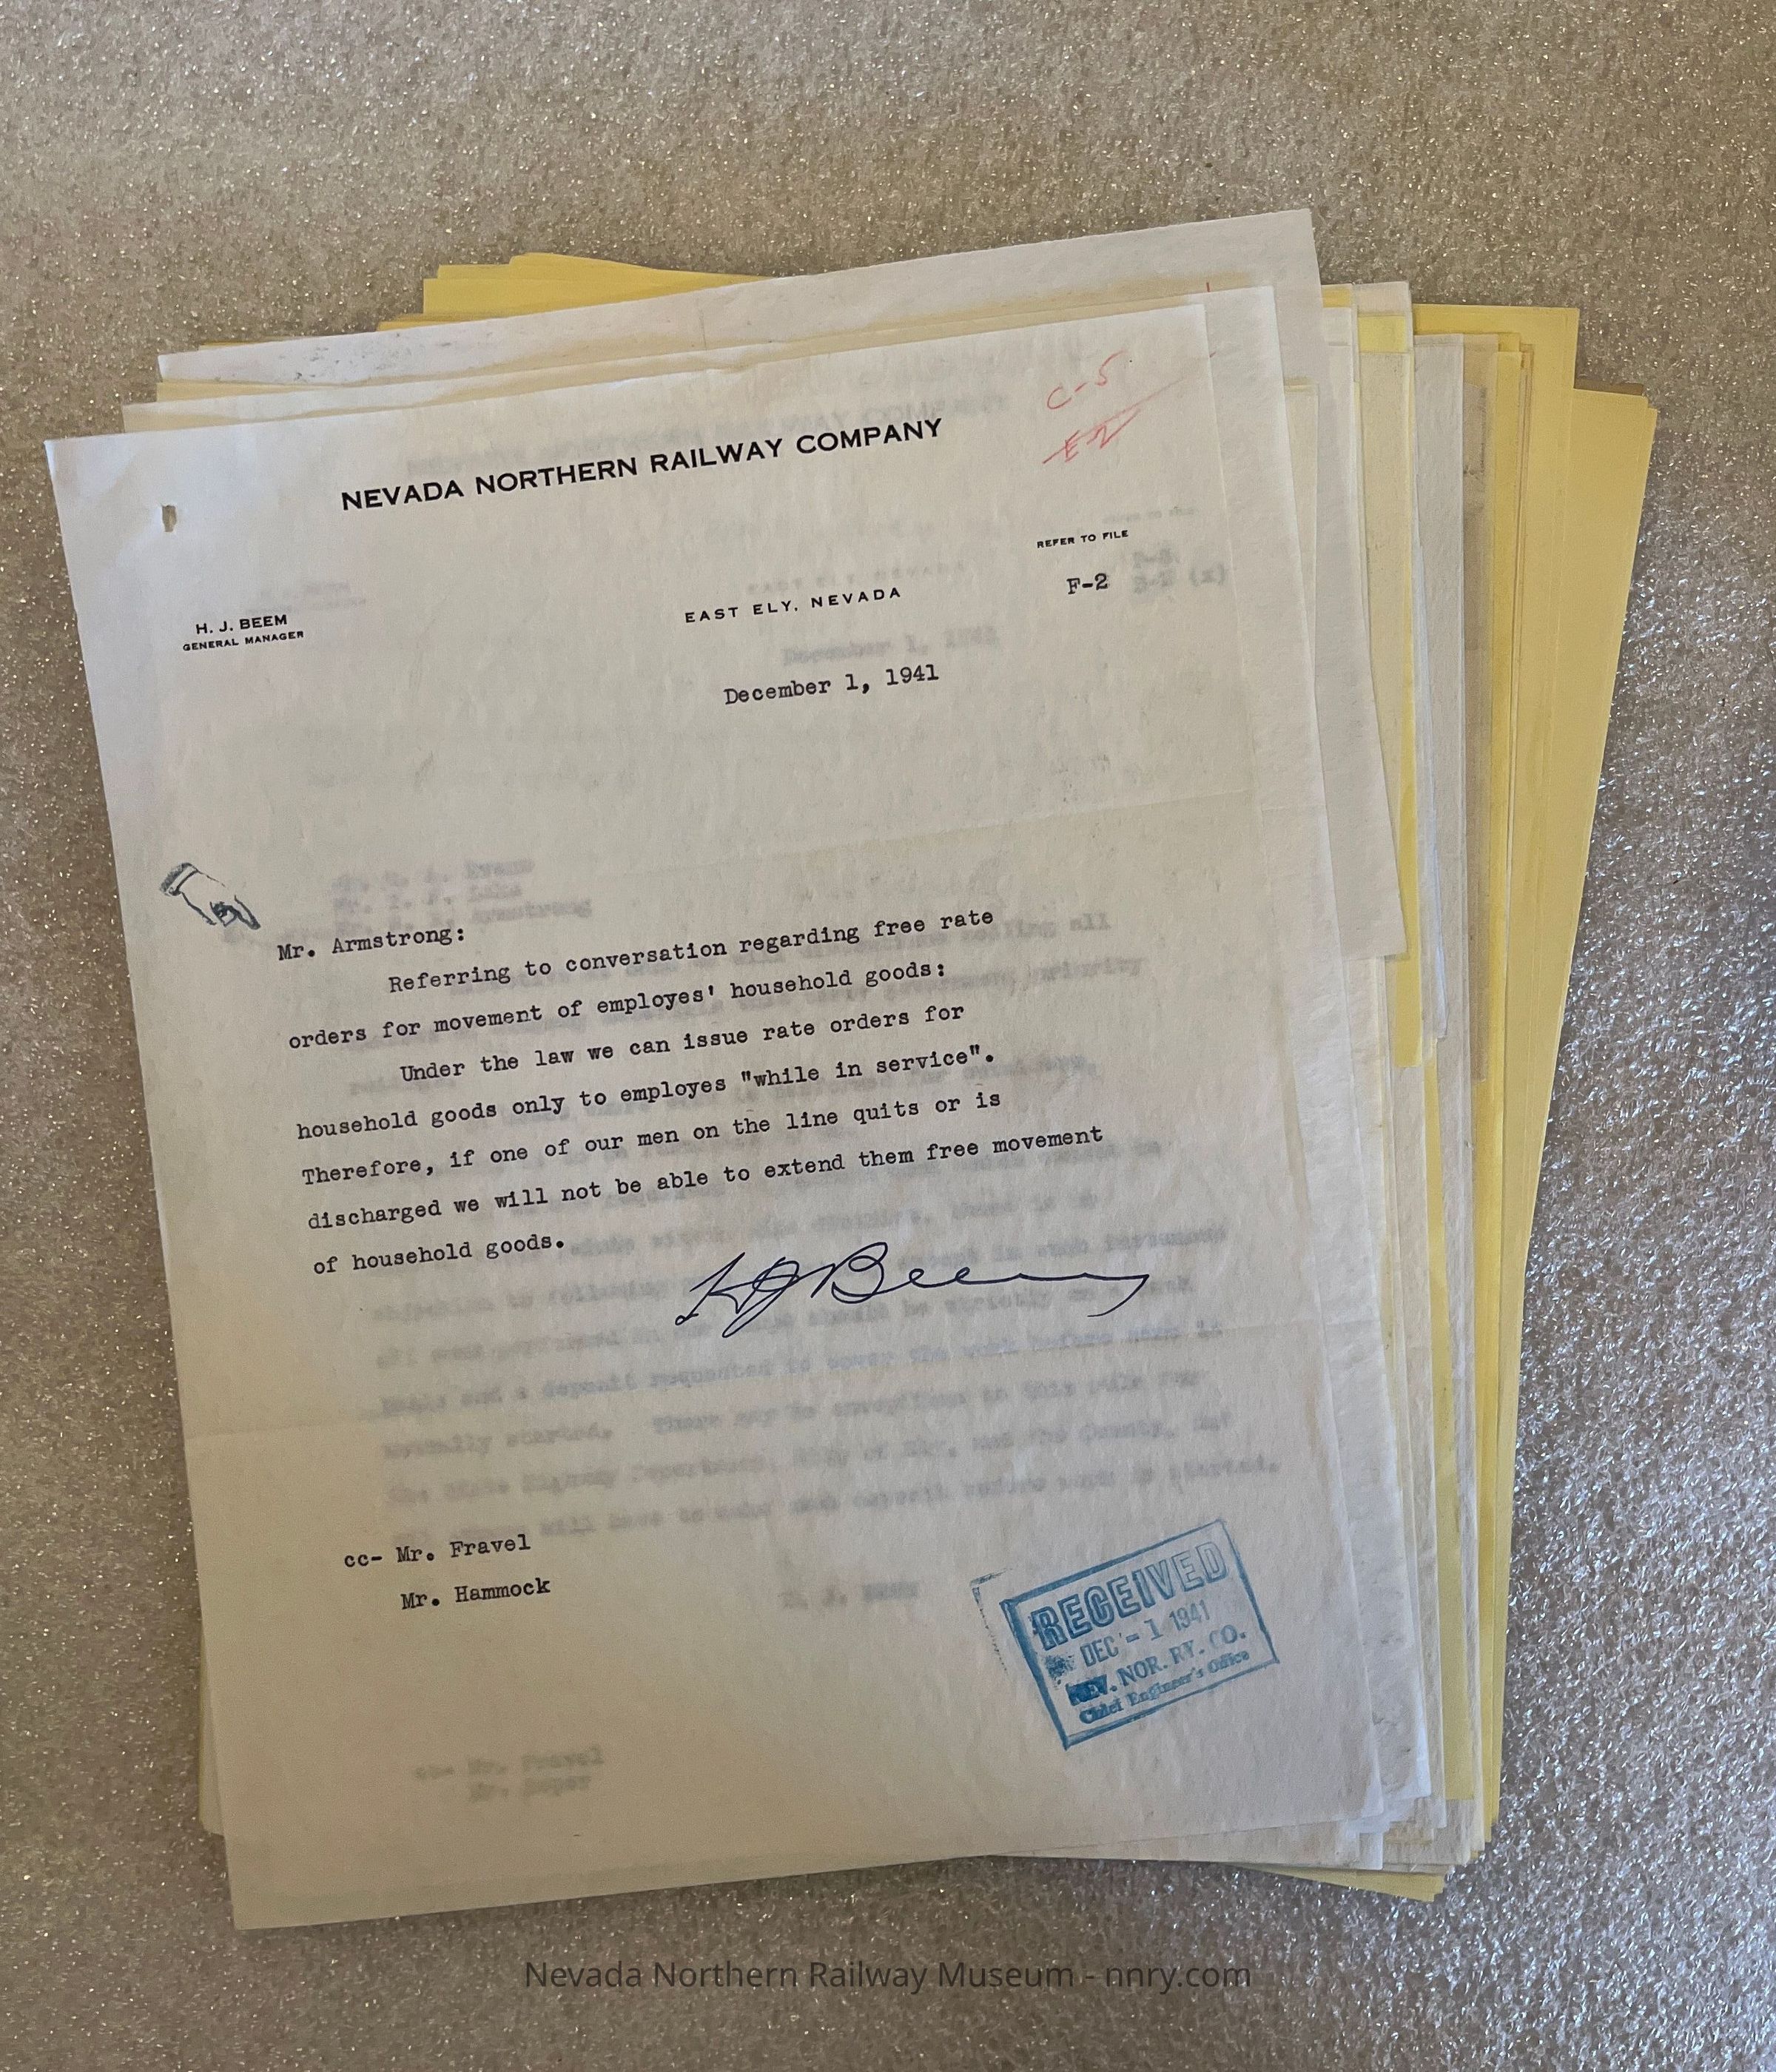 C-5
NEVADA NORTHERN RAILWAY COMPANY
REFER TO FILE
F-2
EAST ELY, NEVADA
H. J. BEEM
GENERAL MANAGER
December 1, 1941
Mr. Armstrong:
Referring to conversation regarding free rate
orders for movement of employes' household goods:
Under the law we can issue rate orders for
household goods only to employes "while in service".
Therefore, if one of our men on the line quits or is
discharged we will not be able to extend them free movement
of household goods.
HJ Beem
cc- Mr. Fravel
Mr. Hammock
RECEIVED
DEC - 1 1941
NEV. NOR. RY. CO.
Chief Engineer's Office
Nevada Northern Railway Museum - nnry.com